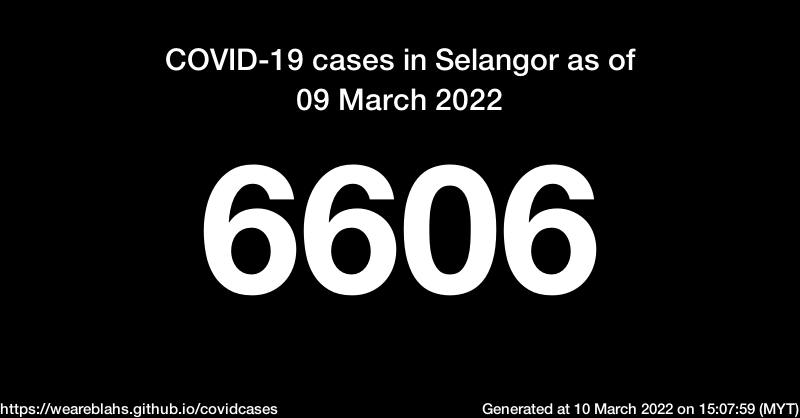 COVID-19 cases in Selangor as of
09 March 2022
6606
https://weareblahs.github.io/covidcases
Generated at 10 March 2022 on 15:07:59 (MYT)